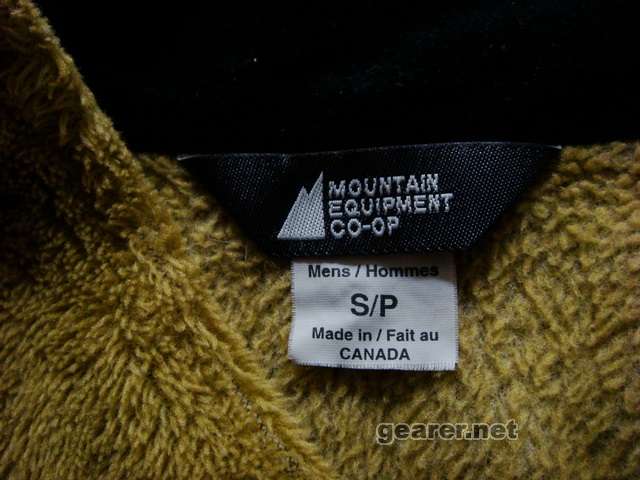 MOUNTAIN
EQUIPMENT
CO-OP
Mens / Hommes
S/P
Made in / Fait au
CANADA
gearer.net